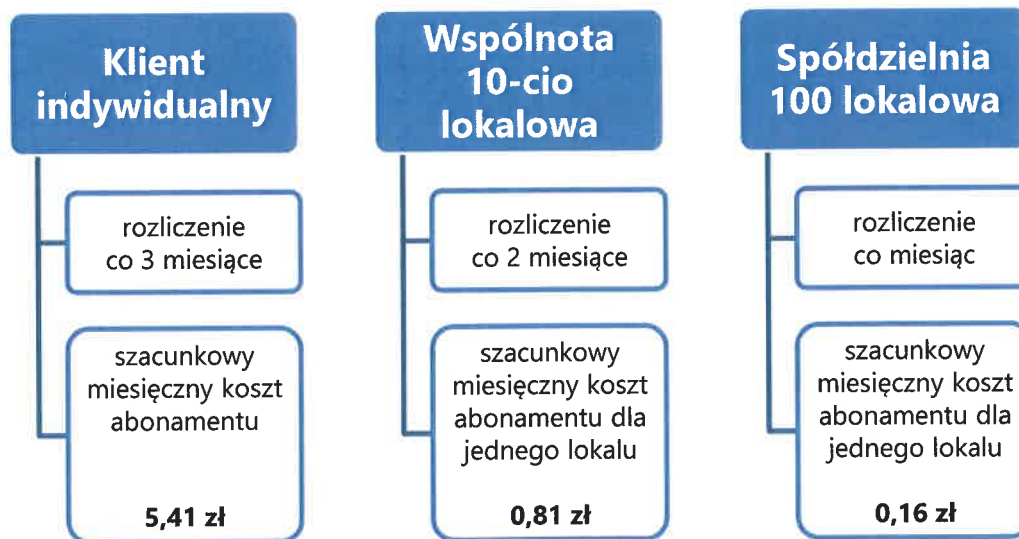 Klient
indywidualny
rozliczenie
co 3 miesiące
szacunkowy
miesięczny koszt
abonamentu
5,41 zł
Wspólnota
10-cio
lokalowa
rozliczenie
co 2 miesiące
szacunkowy
miesięczny koszt
abonamentu dla
jednego lokalu
0,81 zł
Spółdzielnia
100 lokalowa
rozliczenie
co miesiąc
szacunkowy
miesięczny koszt
abonamentu dla
jednego lokalu
0,16 zł